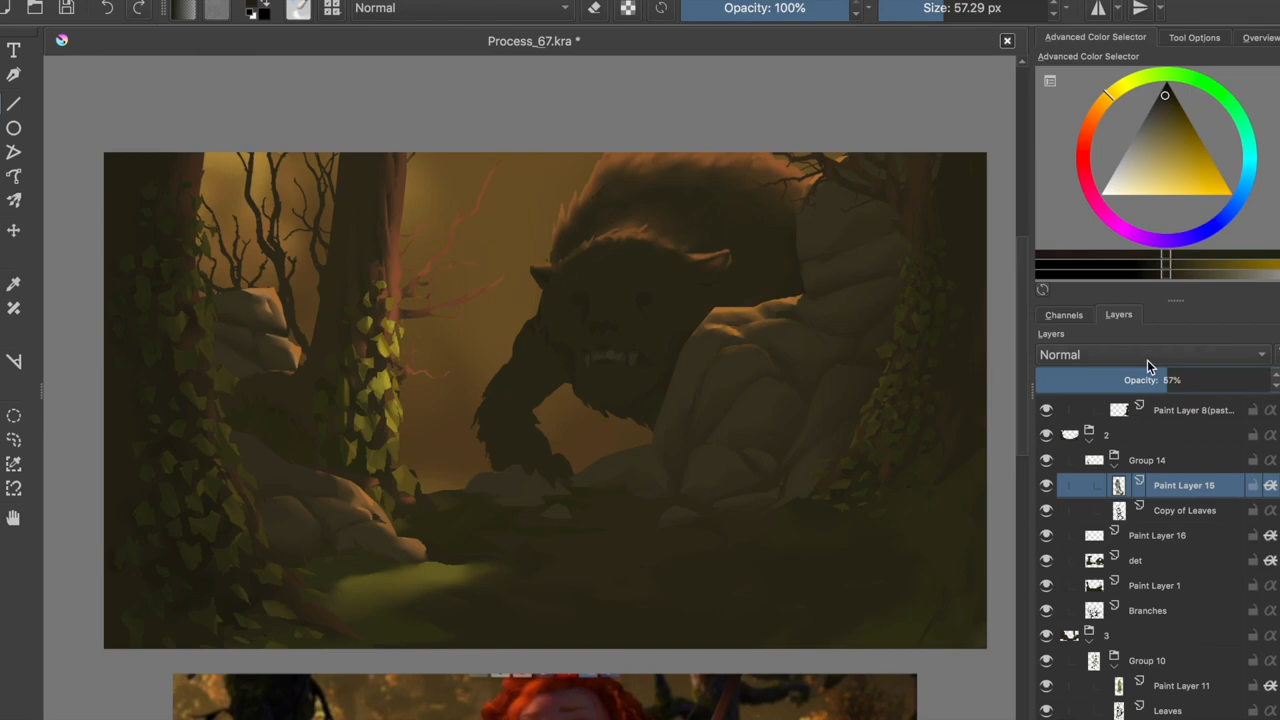 Normal
Opacity: 100%
Size: 57.29 px
Process_67.kra *
Advanced Color Selector
Tool Options
Overview
Advanced Color Selector
Channels
Layers
Layers
Normal
Opacity: 57%
Paint Layer 8(past...
2
Group 14
Paint Layer 15
Copy of Leaves
Paint Layer 16
det
Paint Layer 1
Branches
3
Group 10
Paint Layer 11
Leaves